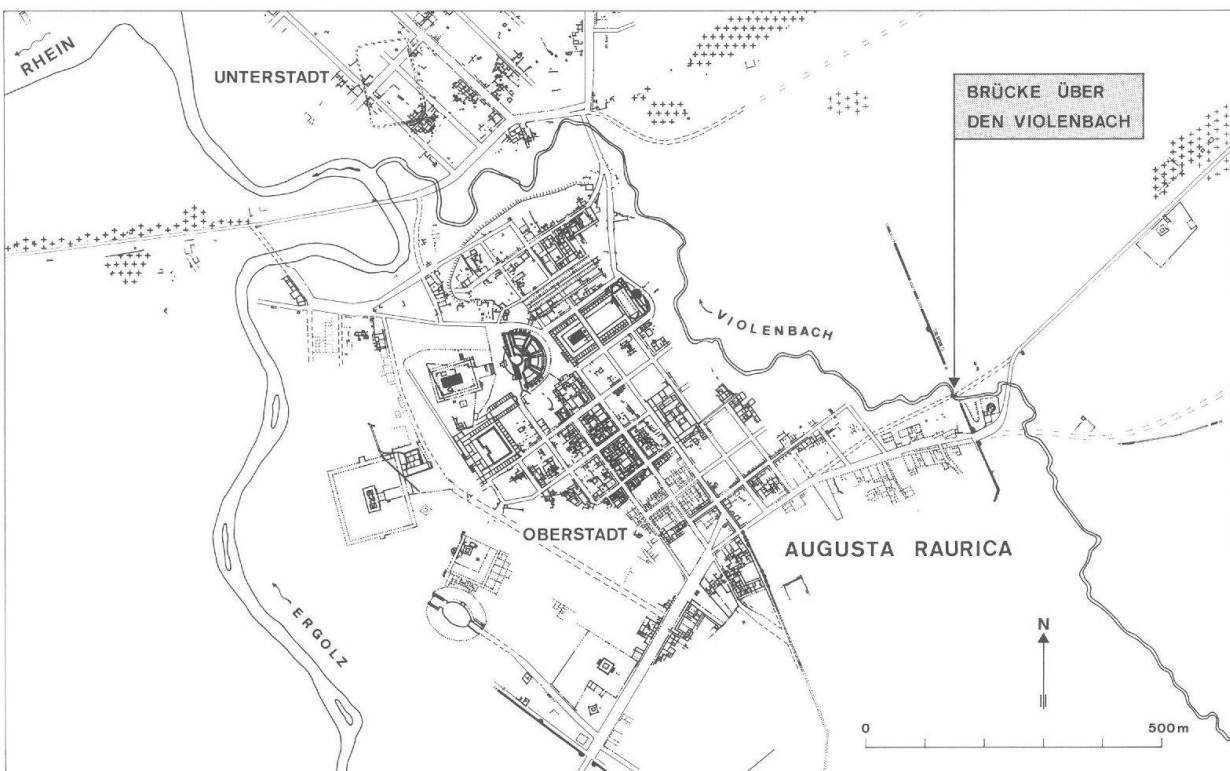 RHEIN
UNTERSTADT
BRÜCKE ÜBER
DEN VIOLENBACH
VIOLENBACH
OBERSTADT
AUGUSTA RAURICA
ERGOLZ
N
0 500m